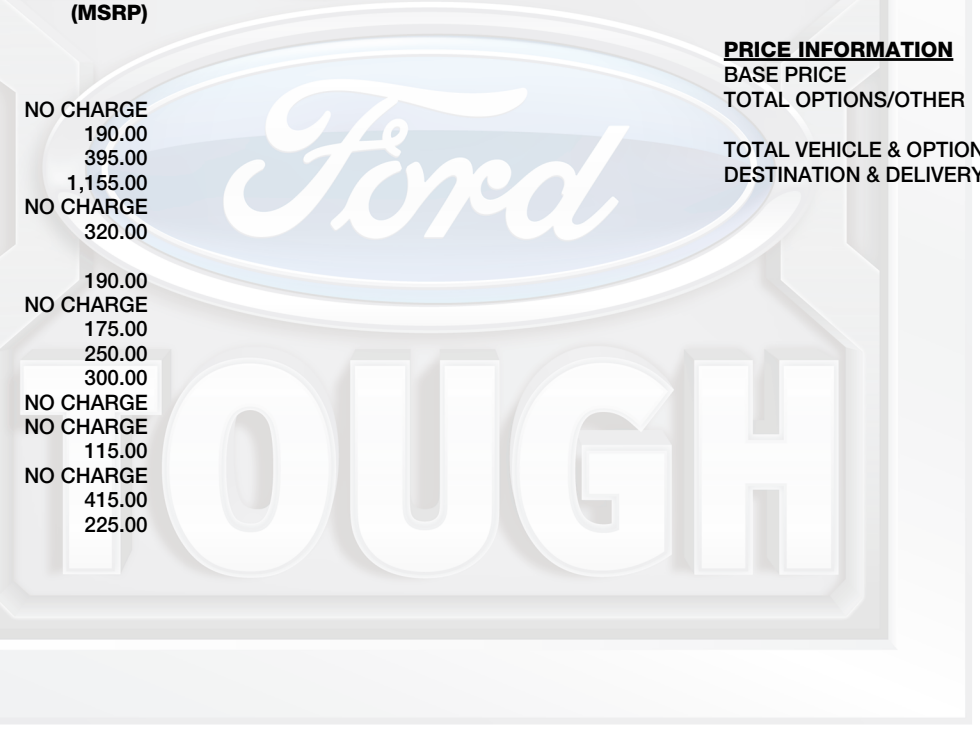 (MSRP)
NO CHARGE
190.00
395.00
1,155.00
NO CHARGE
320.00
190.00
NO CHARGE
175.00
250.00
300.00
NO CHARGE
NO CHARGE
115.00
NO CHARGE
415.00
225.00
PRICE INFORMATION
BASE PRICE
TOTAL OPTIONS/OTHER
TOTAL VEHICLE & OPTION
DESTINATION & DELIVERY
Ford
TOUGH